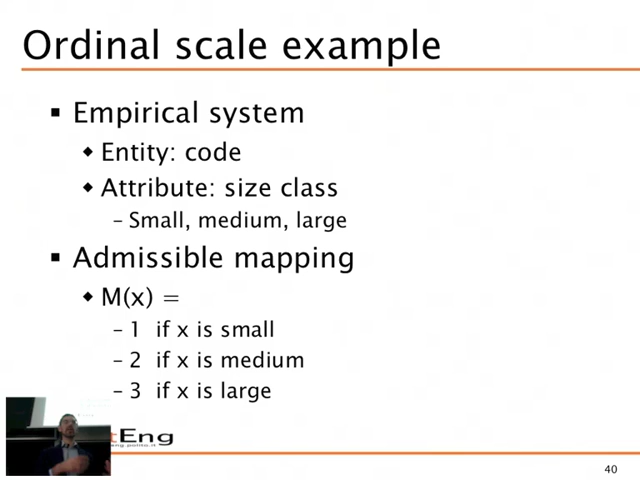 Ordinal scale example
▪ Empirical system
◆ Entity: code
◆ Attribute: size class
– Small, medium, large
▪ Admissible mapping
◆ M(x) =
– 1 if x is small
– 2 if x is medium
– 3 if x is large
tEng
40